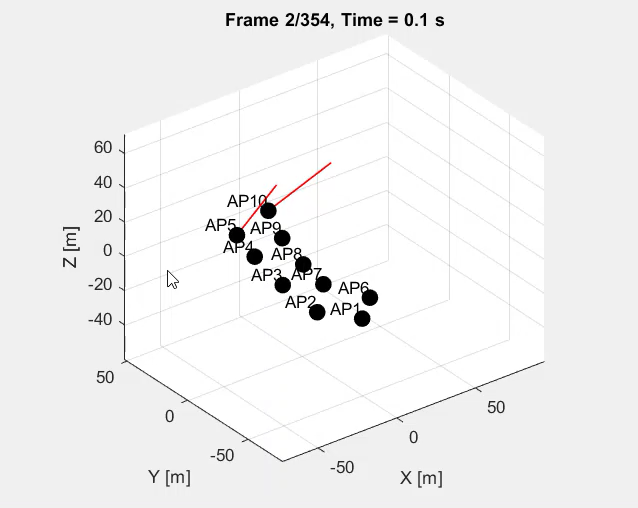 Frame 2/354, Time = 0.1 s
60
40
20
0
-20
-40
Z [m]
AP10
AP5
AP9
AP4
AP8
AP3
AP7
AP6
AP2
AP1
50
0
-50
Y [m]
-50
0
50
X [m]